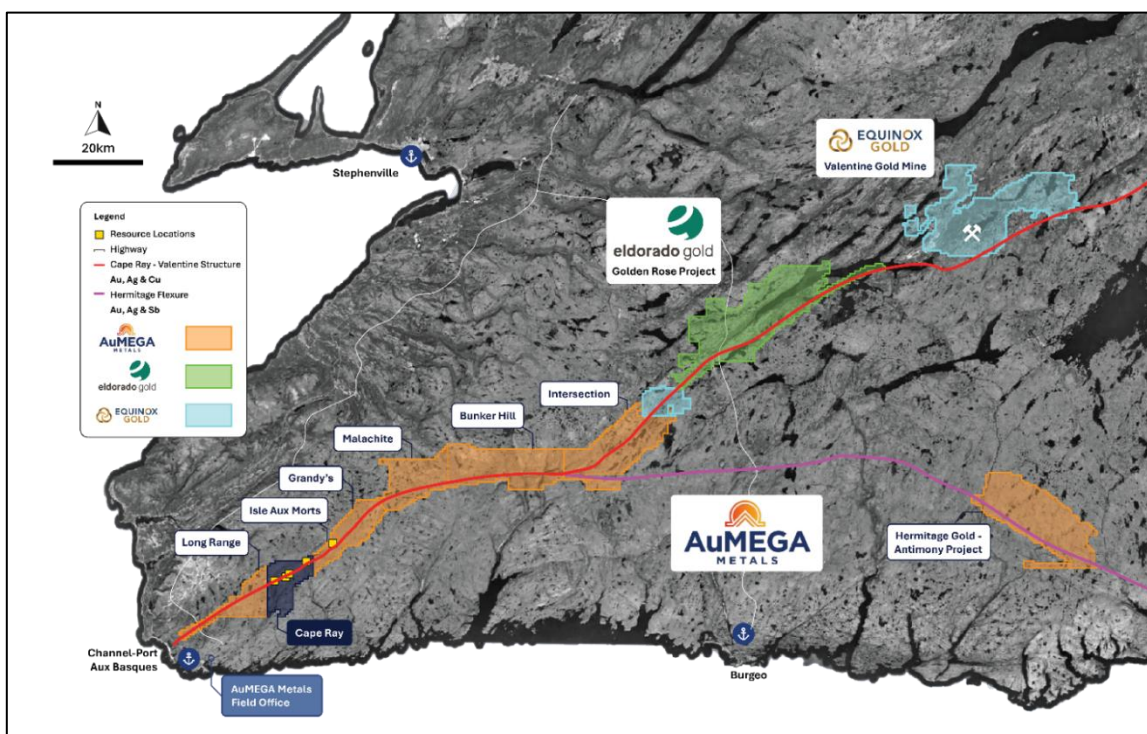 N
20km
Stephenville
EQUINOX
GOLD
Valentine Gold Mine
eldorado gold
Golden Rose Project
Legend
Resource Locations
Highway
Cape Ray - Valentine Structure
Au, Ag & Cu
Hermitage Flexure
Au, Ag & Sb
AuMEGA
METALS
eldorado gold
EQUINOX
GOLD
Intersection
Bunker Hill
Malachite
Grandy's
Isle Aux Morts
Long Range
Cape Ray
AuMEGA
METALS
Hermitage Gold -
Antimony Project
Channel-Port
Aux Basques
Burgeo
AuMEGA Metals
Field Office